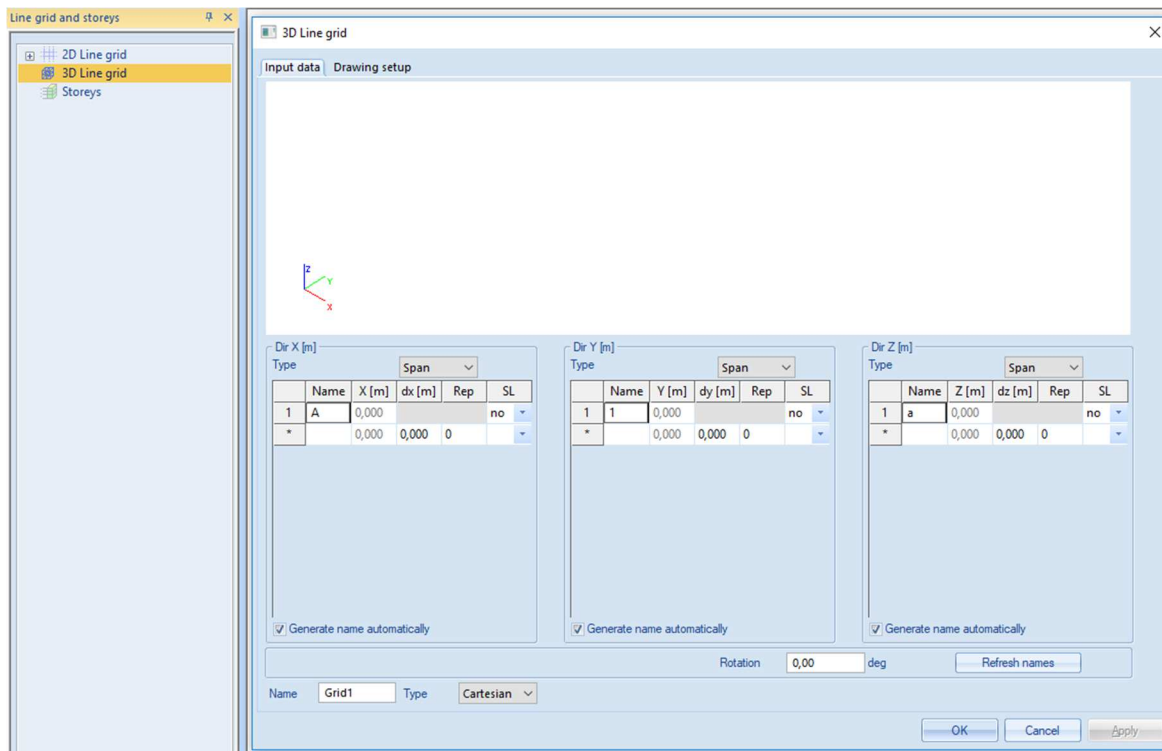 Line grid and storeys
2D Line grid
3D Line grid
Storeys
3D Line grid
Input data Drawing setup
Z
Y
X
Dir X [m]
Type Span
Name X [m] dx [m] Rep SL
1 A 0,000 no
* 0,000 0,000 0
Generate name automatically
Dir Y [m]
Type Span
Name Y [m] dy [m] Rep SL
1 1 0,000 no
* 0,000 0,000 0
Generate name automatically
Dir Z [m]
Type Span
Name Z [m] dz [m] Rep SL
1 a 0,000 no
* 0,000 0,000 0
Generate name automatically
Rotation 0,00 deg Refresh names
Name Grid1 Type Cartesian
OK Cancel Apply